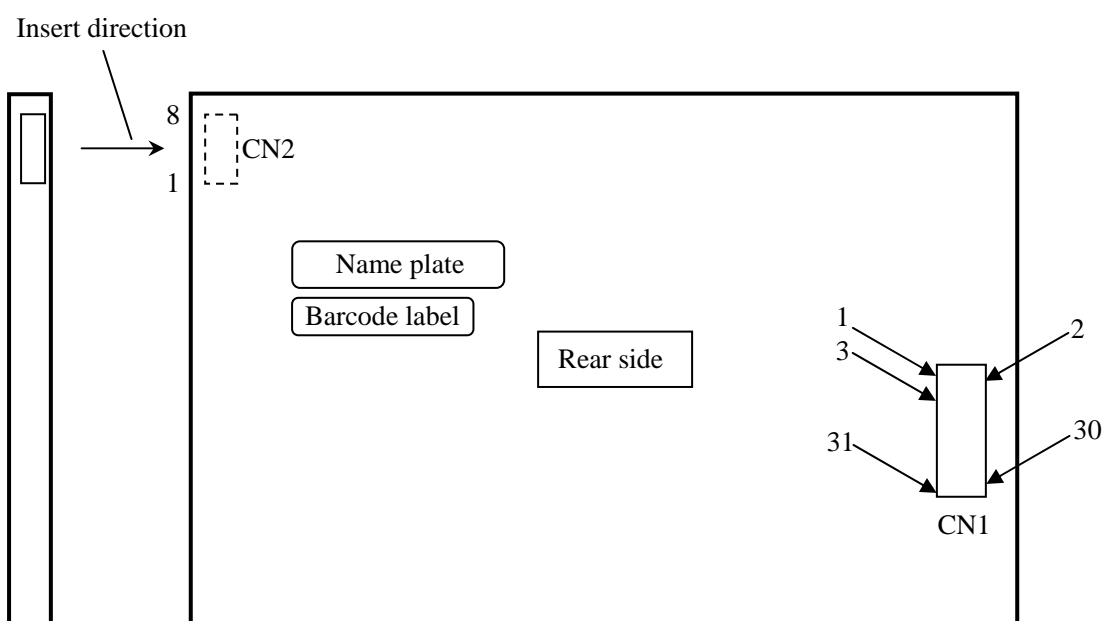 Insert direction
8
CN2
1
Name plate
Barcode label
1
2
Rear side
3
31
30
CN1